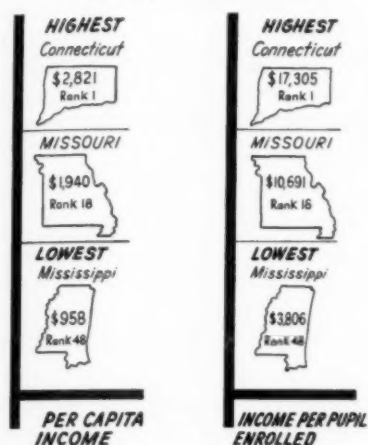 HIGHEST
Connecticut
$2,821
Rank 1
MISSOURI
$1,940
Rank 18
LOWEST
Mississippi
$958
Rank 48
PER CAPITA
INCOME
HIGHEST
Connecticut
$17,305
Rank 1
MISSOURI
$10,691
Rank 16
LOWEST
Mississippi
$3,806
Rank 48
INCOME PER PUPIL
ENROLLED